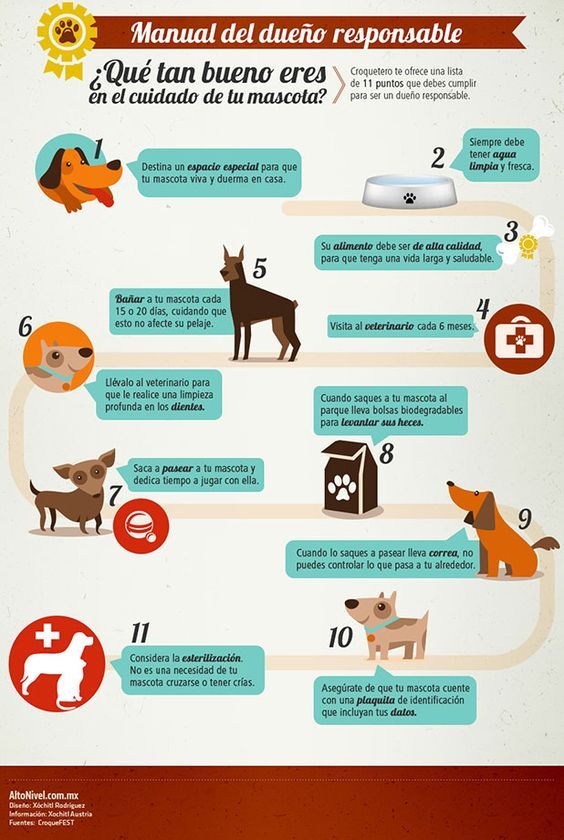 Manual del dueño responsable
¿Qué tan bueno eres
en el cuidado de tu mascota?
Croquetero te ofrece una lista
de 11 puntos que debes cumplir
para ser un dueño responsable.
1
Destina un espacio especial para que
tu mascota viva y duerma en casa.
2
Siempre debe
tener agua
limpia y fresca.
3
Su alimento debe ser de alta calidad,
para que tenga una vida larga y saludable.
4
Visita al veterinario cada 6 meses.
5
Bañar a tu mascota cada
15 o 20 días, cuidando que
esto no afecte su pelaje.
6
Llévalo al veterinario para
que le realice una limpieza
profunda en los dientes.
7
Saca a pasear a tu mascota y
dedica tiempo a jugar con ella.
8
Cuando saques a tu mascota al
parque lleva bolsas biodegradables
para levantar sus heces.
9
Cuando lo saques a pasear lleva correa, no
puedes controlar lo que pasa a tu alrededor.
10
Asegúrate de que tu mascota cuente
con una plaquita de identificación
que incluyan tus datos.
11
Considera la esterilización.
No es una necesidad de tu
mascota cruzarse o tener crías.
AltoNivel.com.mx
Diseño: Xóchitl Rodríguez
Información: Xochitl Austria
Fuentes: CroqueFEST